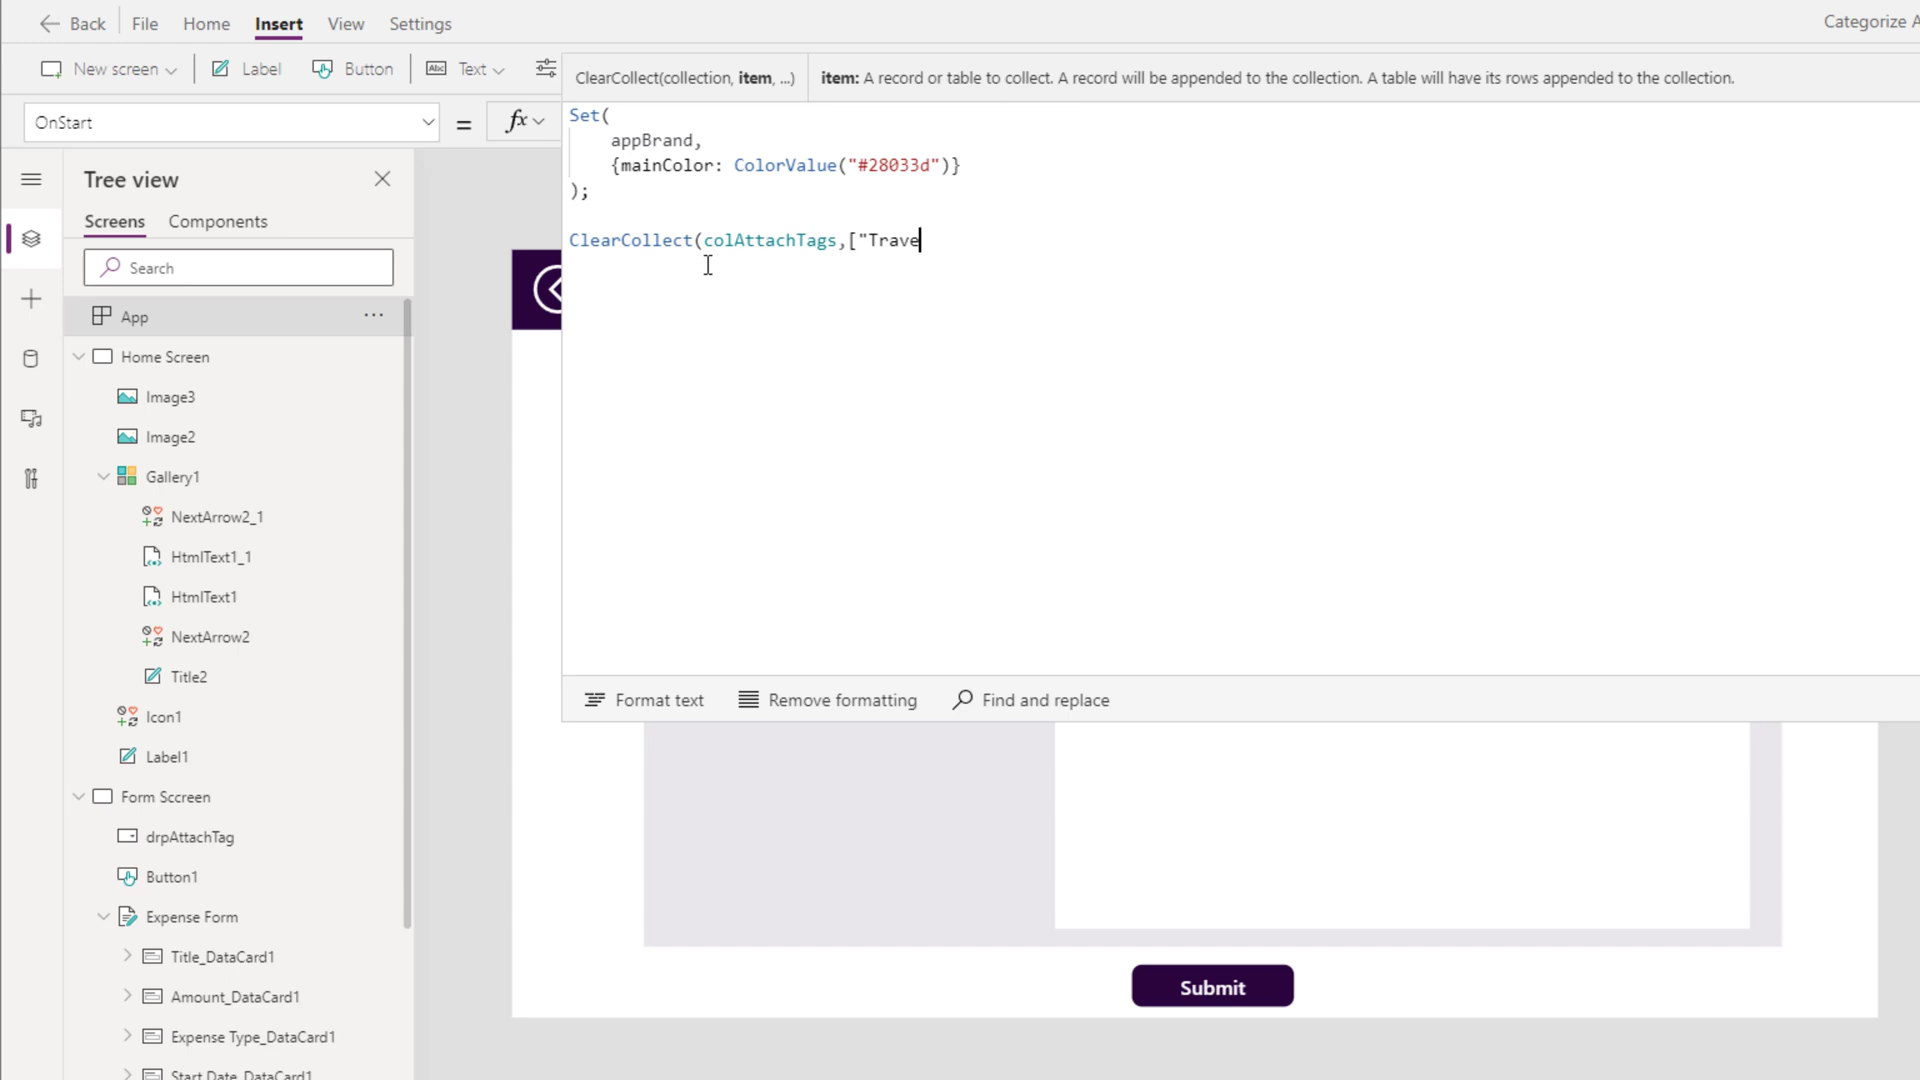 Back
File
Home
Insert
View
Settings
Categorize A
New screen
Label
Button
Abc
Text
ClearCollect(collection, item, ...)
item: A record or table to collect. A record will be appended to the collection. A table will have its rows appended to the collection.
OnStart
=
fx
Set(
appBrand,
{mainColor: ColorValue("#28033d")}
);
ClearCollect(colAttachTags,["Trave
Tree view
Screens
Components
Search
App
...
Home Screen
Image3
Image2
Gallery1
NextArrow2_1
HtmlText1_1
HtmlText1
NextArrow2
Title2
Icon1
Label1
Form Sccreen
drpAttachTag
Button1
Expense Form
Title_DataCard1
Amount_DataCard1
Expense Type_DataCard1
Start Date_DataCard1
Format text
Remove formatting
Find and replace
Submit